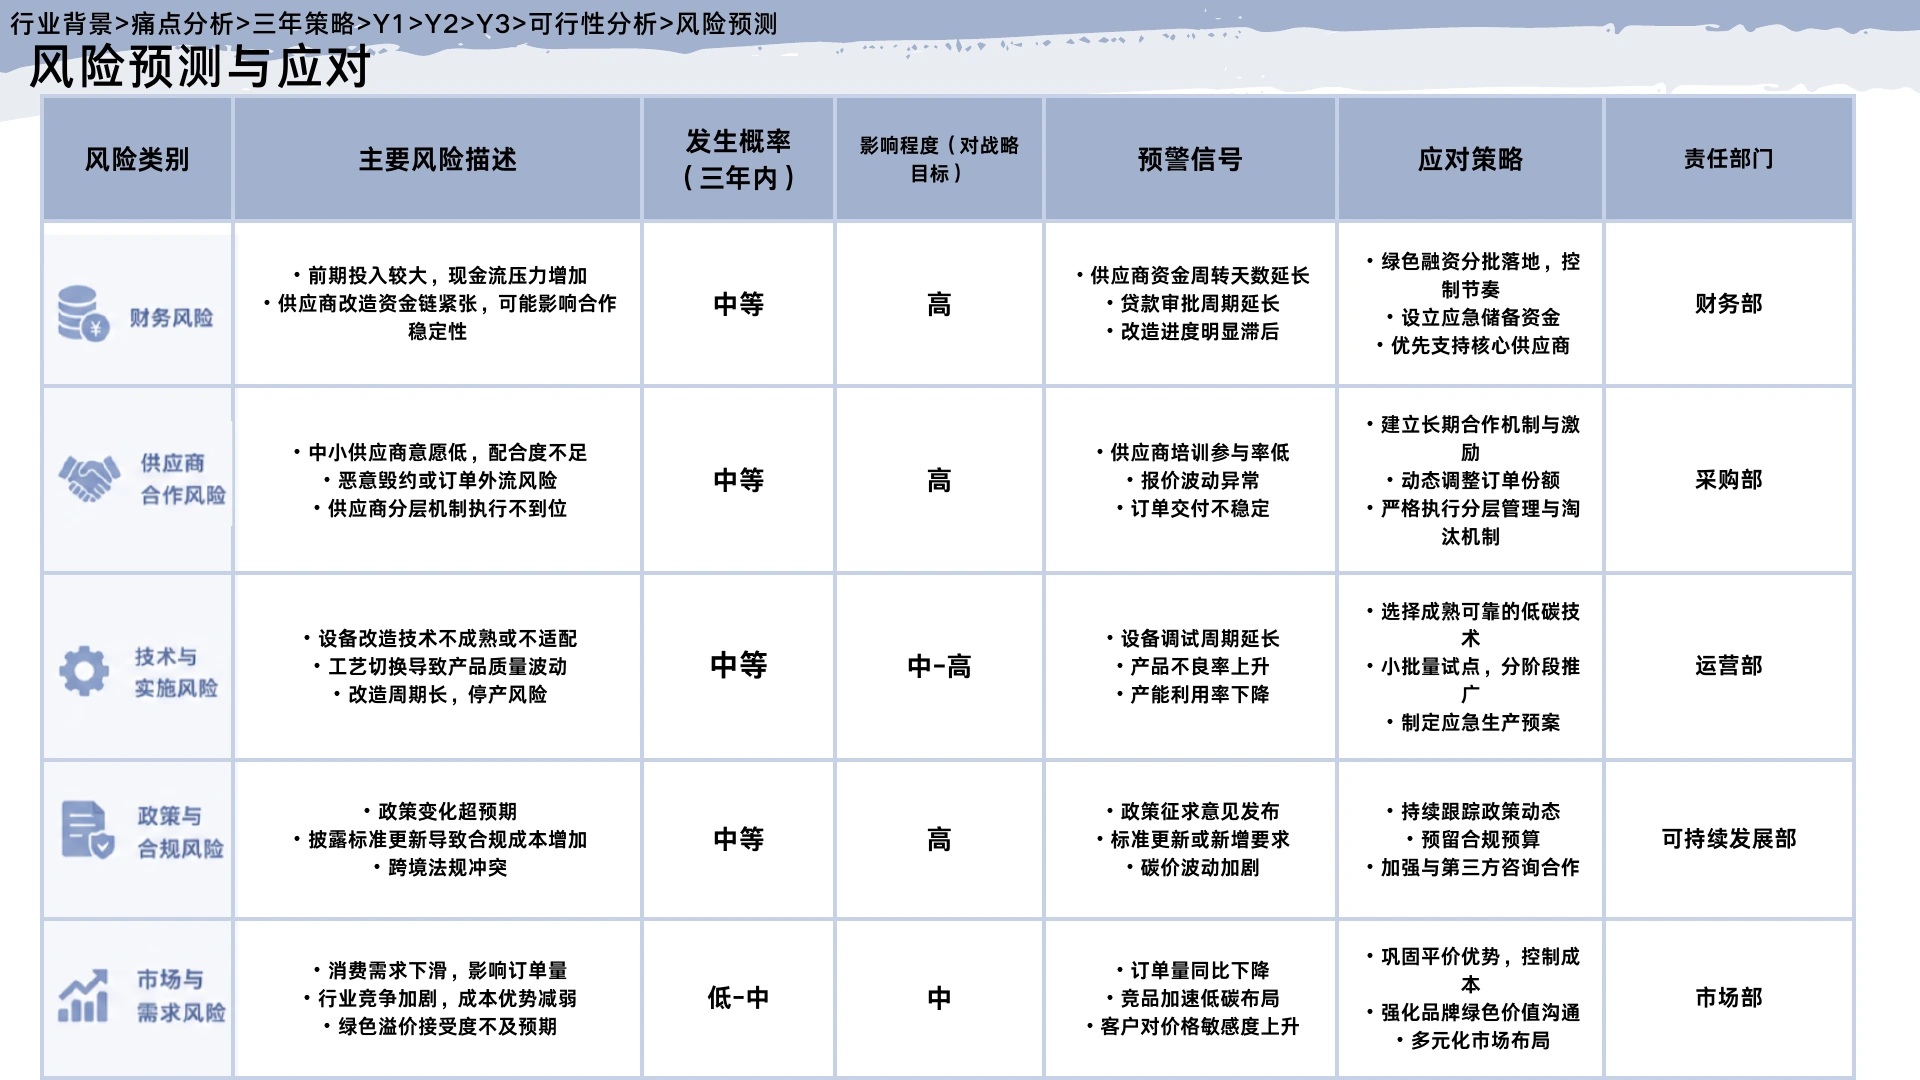 行业背景>痛点分析>三年策略>Y1>Y2>Y3>可行性分析>风险预测
风险预测与应对
风险类别
主要风险描述
发生概率
（三年内）
影响程度（对战略
目标）
预警信号
应对策略
责任部门
¥
财务风险
• 前期投入较大，现金流压力增加
• 供应商改造资金链紧张，可能影响合作
稳定性
中等
高
• 供应商资金周转天数延长
• 贷款审批周期延长
• 改造进度明显滞后
• 绿色融资分批落地，控
制节奏
• 设立应急储备资金
• 优先支持核心供应商
财务部
供应商
合作风险
• 中小供应商意愿低，配合度不足
• 恶意毁约或订单外流风险
• 供应商分层机制执行不到位
中等
高
• 供应商培训参与率低
• 报价波动异常
• 订单交付不稳定
• 建立长期合作机制与激
励
• 动态调整订单份额
• 严格执行分层管理与淘
汰机制
采购部
技术与
实施风险
• 设备改造技术不成熟或不适配
• 工艺切换导致产品质量波动
• 改造周期长，停产风险
中等
中-高
• 设备调试周期延长
• 产品不良率上升
• 产能利用率下降
• 选择成熟可靠的低碳技
术
• 小批量试点，分阶段推
广
• 制定应急生产预案
运营部
政策与
合规风险
• 政策变化超预期
• 披露标准更新导致合规成本增加
• 跨境法规冲突
中等
高
• 政策征求意见发布
• 标准更新或新增要求
• 碳价波动加剧
• 持续跟踪政策动态
• 预留合规预算
• 加强与第三方咨询合作
可持续发展部
市场与
需求风险
• 消费需求下滑，影响订单量
• 行业竞争加剧，成本优势减弱
• 绿色溢价接受度不及预期
低-中
中
• 订单量同比下降
• 竞品加速低碳布局
• 客户对价格敏感度上升
• 巩固平价优势，控制成
本
• 强化品牌绿色价值沟通
• 多元化市场布局
市场部